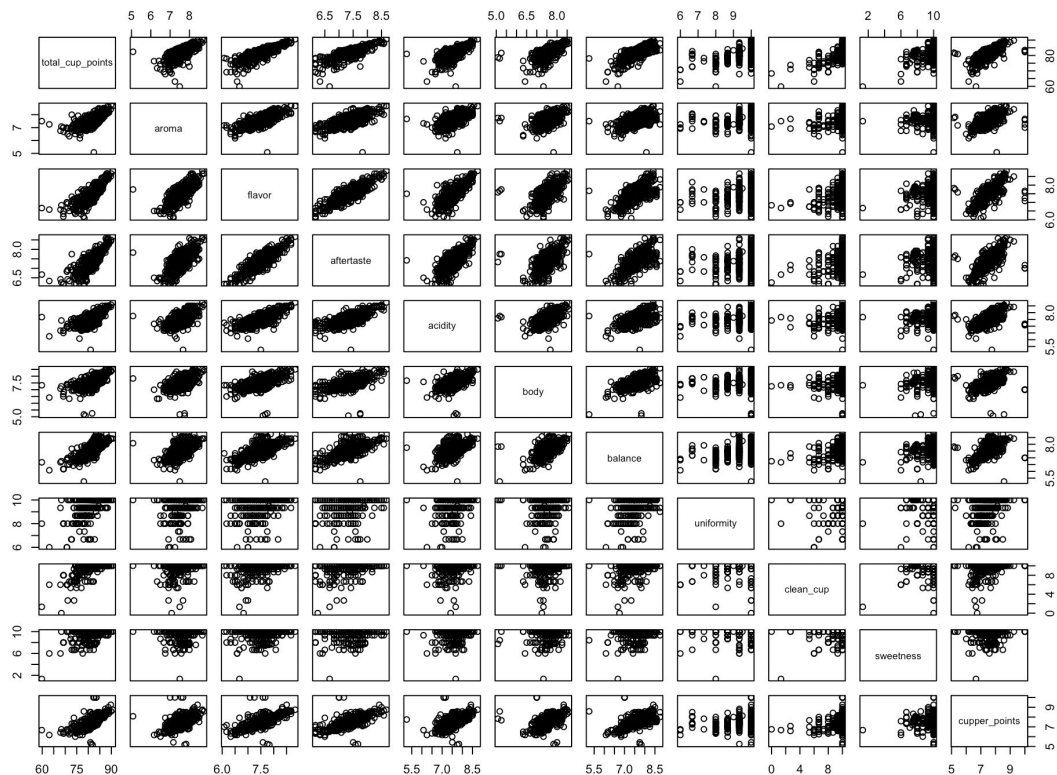 5 6 7 8 6.5 7.5 8.5 5.0 6.5 8.0 6 7 8 9 2 6 10
total_cup_points 60 80
5 7 aroma
flavor 6.0 8.0
6.5 8.0 aftertaste
acidity 5.5 8.0
5.0 7.5 body
balance 5.5 8.0
6 8 10 uniformity
clean_cup 0 4 8
2 6 10 sweetness
cupper_points 5 7 9
60 75 90 6.0 7.5 5.5 7.0 8.5 5.5 7.0 8.5 0 4 8 5 7 9